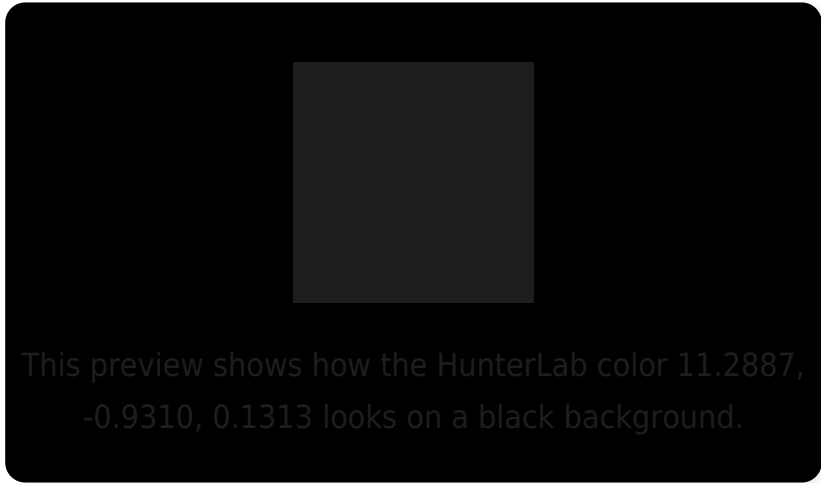 This preview shows how the HunterLab color 11.2887,
-0.9310, 0.1313 looks on a black background.